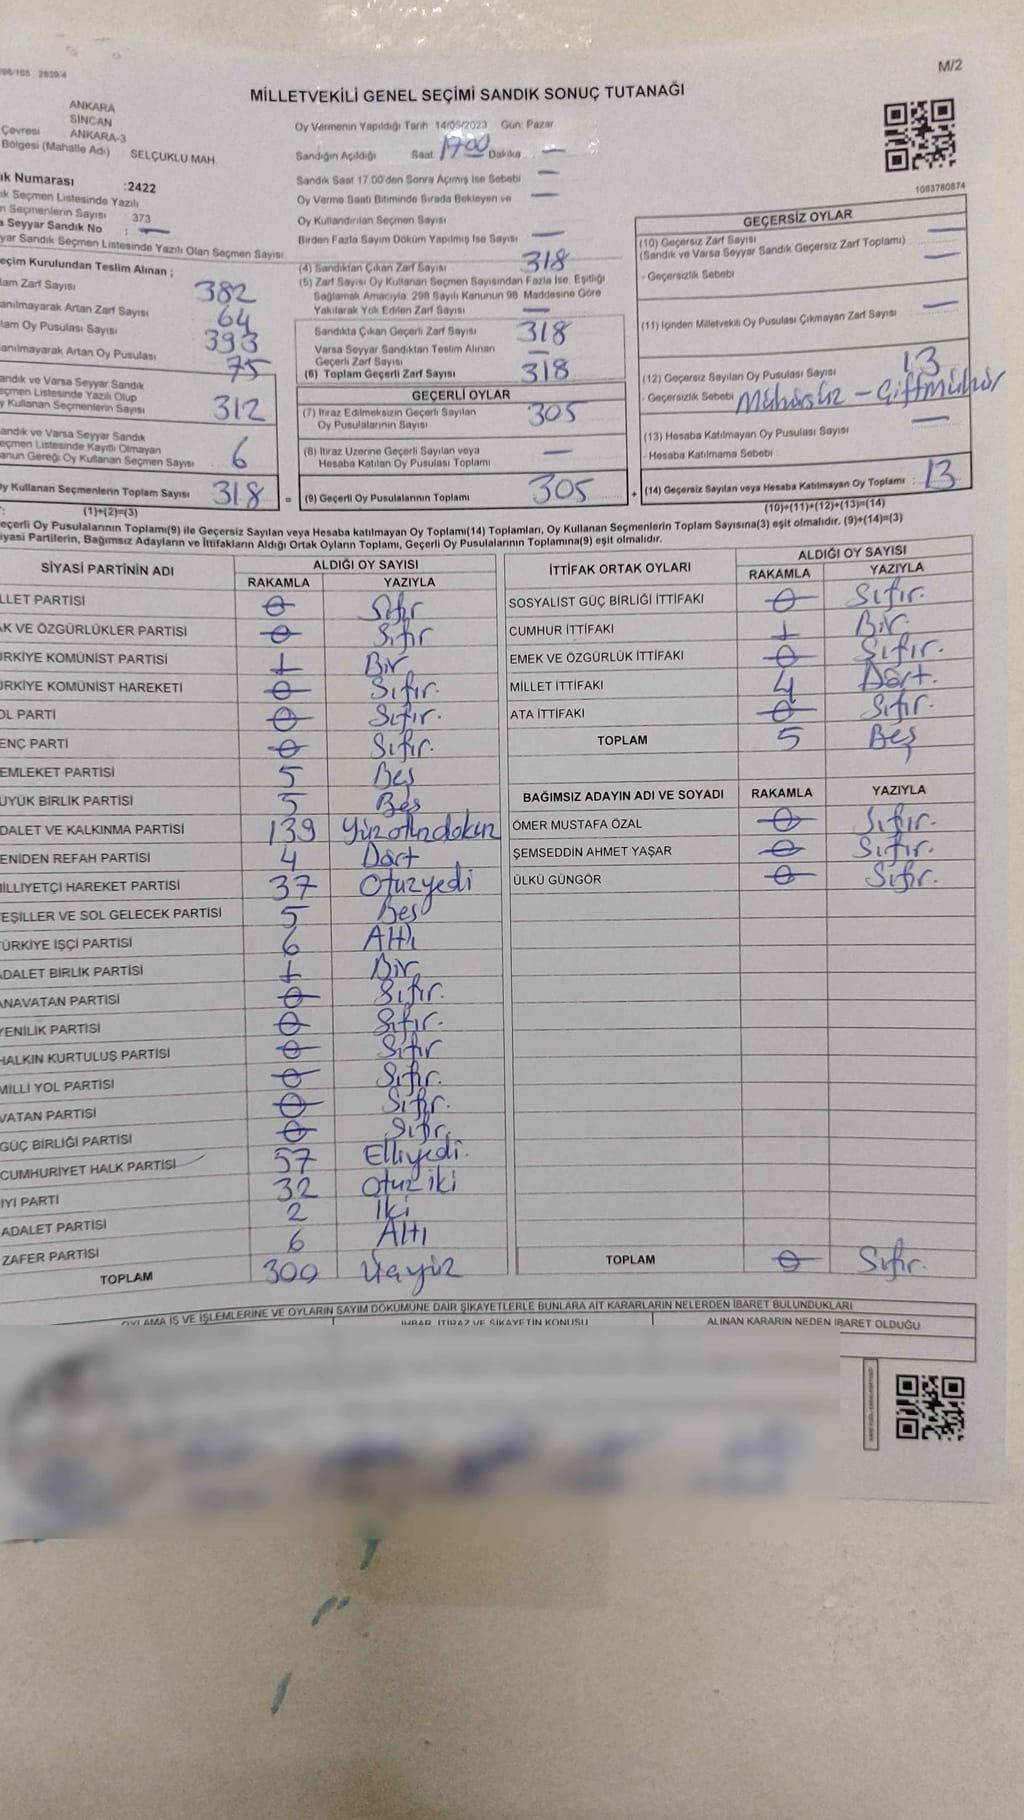 M/2
MİLLETVEKİLİ GENEL SEÇİMİ SANDIK SONUÇ TUTANAĞI
ANKARA
SİNCAN
Çevresi ANKARA-3
Bölgesi (Mahalle Adı) SELÇUKLU MAH.
Oy Vermenin Yapıldığı Tarih 14/05/2023 Gün: Pazar
Sandığın Açıldığı Saat 1700 Dakika —
Sandık Saat 17.00'den Sonra Açımış İse Sebebi —
Oy Verme Saati Bitiminde Sırada Bekleyen ve —
Oy Kullandırılan Seçmen Sayısı
Birden Fazla Sayım Döküm Yapılmış İse Sayısı —
1083780874
ık Numarası :2422
ık Seçmen Listesinde Yazılı
n Seçmenlerin Sayısı 373
a Seyyar Sandık No : —
yar Sandık Seçmen Listesinde Yazılı Olan Seçmen Sayısı
eçim Kurulundan Teslim Alınan ;
lam Zarf Sayısı 382
anılmayarak Artan Zarf Sayısı 64
lam Oy Pusulası Sayısı 393
anılmayarak Artan Oy Pusulası 75
andık ve Varsa Seyyar Sandık
eçmen Listesinde Yazılı Olup
y Kullanan Seçmenlerin Sayısı 312
andık ve Varsa Seyyar Sandık
eçmen Listesinde Kayıtlı Olmayan
anun Gereği Oy Kullanan Seçmen Sayısı 6
y Kullanan Seçmenlerin Toplam Sayısı 318 =
(1)+(2)=(3)
(4) Sandıktan Çıkan Zarf Sayısı 318
(5) Zarf Sayısı Oy Kullanan Seçmen Sayısından Fazla İse, Eşitliği
Sağlamak Amacıyla, 298 Sayılı Kanunun 98. Maddesine Göre
Yakılarak Yok Edilen Zarf Sayısı —
Sandıkta Çıkan Geçerli Zarf Sayısı 318
Varsa Seyyar Sandıktan Teslim Alınan
Geçerli Zarf Sayısı —
(6) Toplam Geçerli Zarf Sayısı 318
GEÇERLİ OYLAR
(7) İtiraz Edilmeksizin Geçerli Sayılan
Oy Pusulalarının Sayısı 305
(8) İtiraz Üzerine Geçerli Sayılan veya
Hesaba Katılan Oy Pusulası Toplamı —
(9) Geçerli Oy Pusulalarının Toplamı 305 +
GEÇERSİZ OYLAR
(10) Geçersiz Zarf Sayısı —
(Sandık ve Varsa Seyyar Sandık Geçersiz Zarf Toplamı) —
- Geçersizlik Sebebi
(11) İçinden Milletvekili Oy Pusulası Çıkmayan Zarf Sayısı —
(12) Geçersiz Sayılan Oy Pusulası Sayısı 13
- Geçersizlik Sebebi Mühürsüz - Çiftmühür
(13) Hesaba Katılmayan Oy Pusulası Sayısı —
- Hesaba Katılmama Sebebi
(14) Geçersiz Sayılan veya Hesaba Katılmayan Oy Toplamı : 13
(10)+(11)+(12)+(13)=(14)
eçerli Oy Pusulalarının Toplamı(9) ile Geçersiz Sayılan veya Hesaba katılmayan Oy Toplamı(14) Toplamları, Oy Kullanan Seçmenlerin Toplam Sayısına(3) eşit olmalıdır. (9)+(14)=(3)
iyasi Partilerin, Bağımsız Adayların ve İttifakların Aldığı Ortak Oyların Toplamı, Geçerli Oy Pusulalarının Toplamına(9) eşit olmalıdır.
SİYASİ PARTİNİN ADI ALDIĞI OY SAYISI
RAKAMLA YAZIYLA
LLET PARTİSİ 0 Sıfır
AK VE ÖZGÜRLÜKLER PARTİSİ 0 Sıfır
ÜRKİYE KOMÜNİST PARTİSİ 1 Bir
ÜRKİYE KOMÜNİST HAREKETİ 0 Sıfır.
OL PARTİ 0 Sıfır.
ENÇ PARTİ 0 Sıfır.
EMLEKET PARTİSİ 5 Beş
ÜYÜK BİRLİK PARTİSİ 5 Beş
DALET VE KALKINMA PARTİSİ 139 Yüzotuzdokuz
ENİDEN REFAH PARTİSİ 4 Dört
İLLİYETÇİ HAREKET PARTİSİ 37 Otuzyedi
EŞİLLER VE SOL GELECEK PARTİSİ 5 Beş
TÜRKİYE İŞÇİ PARTİSİ 6 Altı
ADALET BİRLİK PARTİSİ 1 Bir
ANAVATAN PARTİSİ 0 Sıfır.
YENİLİK PARTİSİ 0 Sıfır.
HALKIN KURTULUŞ PARTİSİ 0 Sıfır
MİLLİ YOL PARTİSİ 0 Sıfır.
VATAN PARTİSİ 0 Sıfır.
GÜÇ BİRLİĞİ PARTİSİ 0 Sıfır.
CUMHURİYET HALK PARTİSİ 57 Elliyedi.
İYİ PARTİ 32 Otuz iki
ADALET PARTİSİ 2 İki
ZAFER PARTİSİ 6 Altı
TOPLAM 300 Üçyüz
İTTİFAK ORTAK OYLARI ALDIĞI OY SAYISI
RAKAMLA YAZIYLA
SOSYALİST GÜÇ BİRLİĞİ İTTİFAKI 0 Sıfır.
CUMHUR İTTİFAKI 1 Bir.
EMEK VE ÖZGÜRLÜK İTTİFAKI 0 Sıfır.
MİLLET İTTİFAKI 4 Dört.
ATA İTTİFAKI 0 Sıfır.
TOPLAM 5 Beş
BAĞIMSIZ ADAYIN ADI VE SOYADI RAKAMLA YAZIYLA
ÖMER MUSTAFA ÖZAL 0 Sıfır.
ŞEMSEDDİN AHMET YAŞAR 0 Sıfır.
ÜLKÜ GÜNGÖR 0 Sıfır.
TOPLAM 0 Sıfır.
OYLAMA İŞ VE İŞLEMLERİNE VE OYLARIN SAYIM DÖKÜMÜNE DAİR ŞİKAYETLERLE BUNLARA AİT KARARLARIN NELERDEN İBARET BULUNDUKLARI
İHBAR, İTİRAZ VE ŞİKAYETİN KONUSU ALINAN KARARIN NEDEN İBARET OLDUĞU